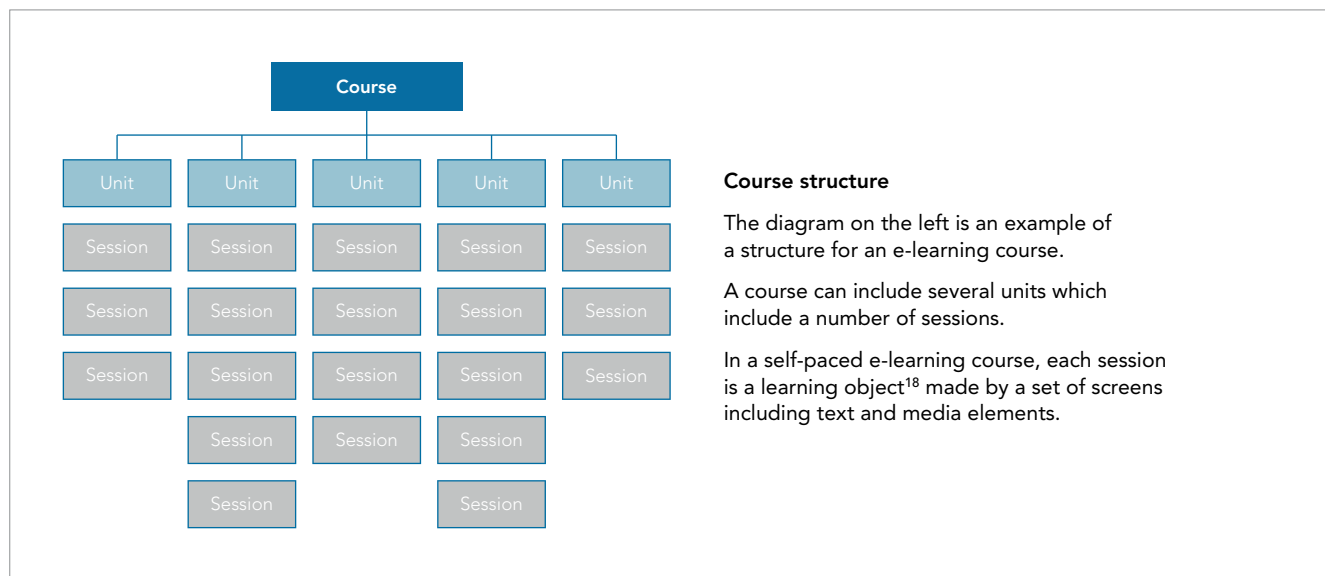 Course
Unit Unit Unit Unit Unit
Session Session Session Session Session
Session Session Session Session Session
Session Session Session Session Session
Session Session Session
Session Session
Course structure
The diagram on the left is an example of
a structure for an e-learning course.
A course can include several units which
include a number of sessions.
In a self-paced e-learning course, each session
is a learning object18 made by a set of screens
including text and media elements.